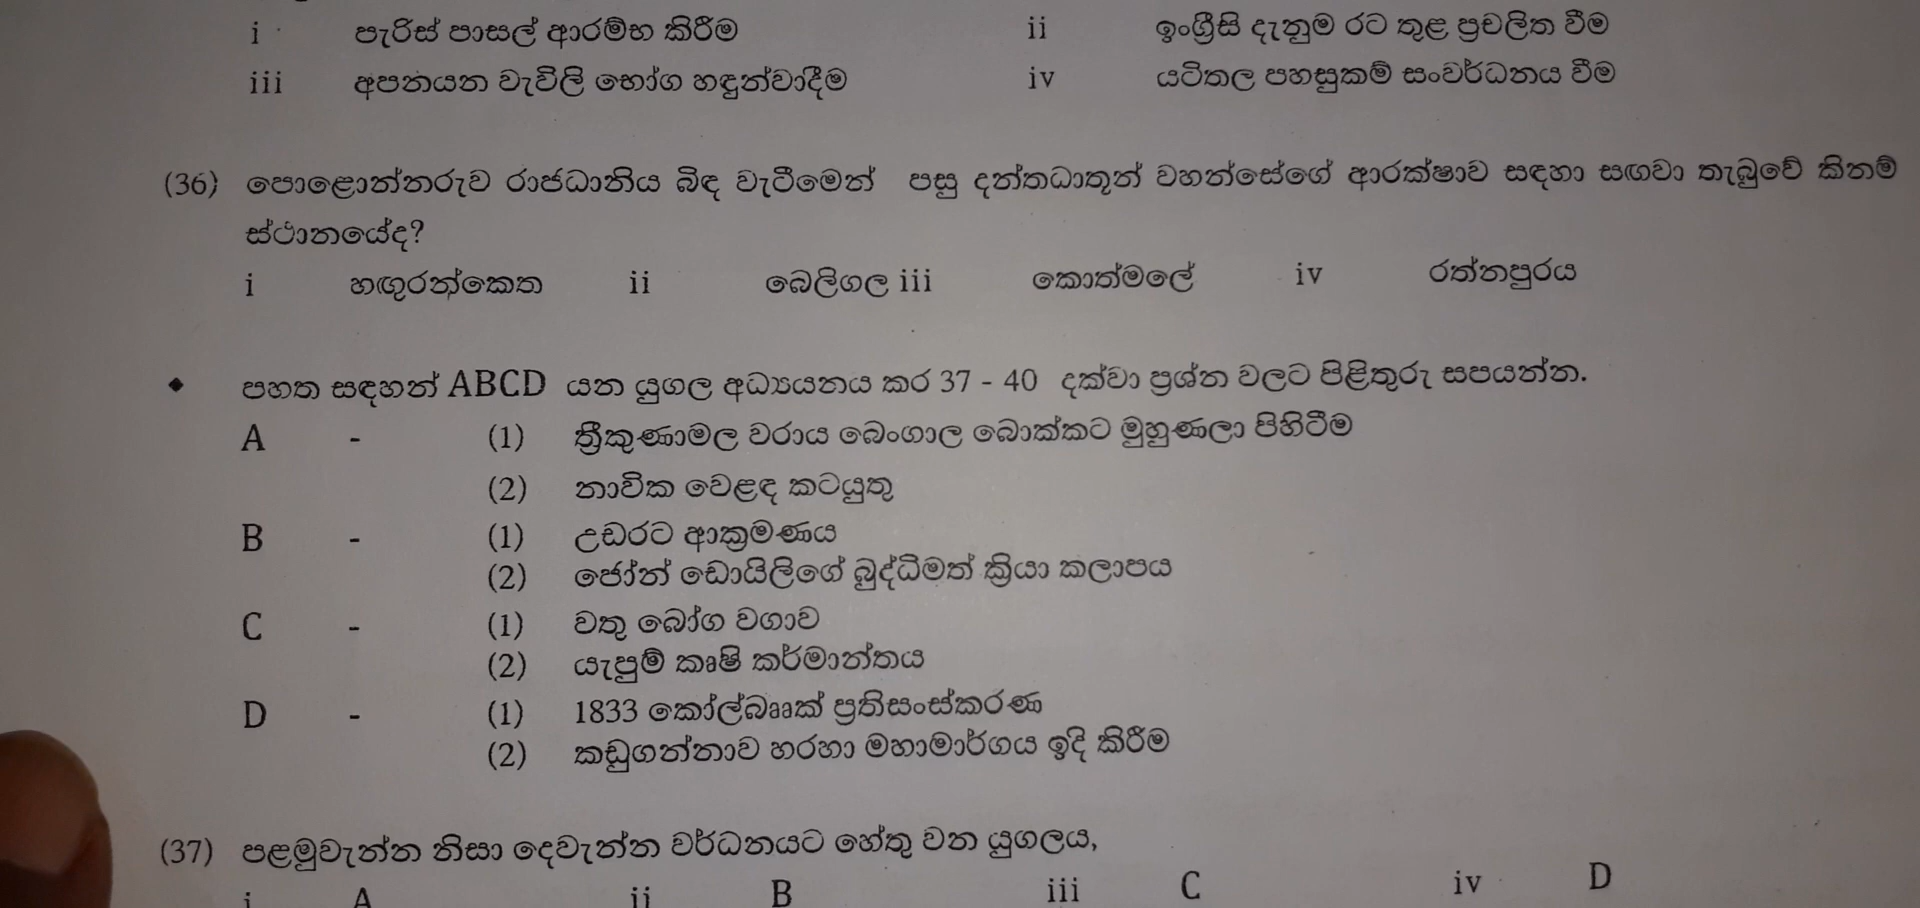 i පැරිස් පාසල් ආරම්භ කිරීම ii ඉංග්‍රීසි දැනුම රට තුළ ප්‍රචලිත වීම
iii අපනයන වැවිලි භෝග හඳුන්වාදීම iv යටිතල පහසුකම් සංවර්ධනය වීම
(36) පොළොන්නරුව රාජධානිය බිඳ වැටීමෙන් පසු දන්තධාතූන් වහන්සේගේ ආරක්ෂාව සඳහා සඟවා තැබුවේ කිනම්
ස්ථානයේද?
i හඟුරන්කෙත ii බෙලිගල iii කොත්මලේ iv රත්නපුරය
◆ පහත සඳහන් ABCD යන යුගල අධ්‍යයනය කර 37 - 40 දක්වා ප්‍රශ්න වලට පිළිතුරු සපයන්න.
A - (1) ත්‍රීකුණාමල වරාය බෙංගාල බොක්කට මුහුණලා පිහිටීම
(2) නාවික වෙළඳ කටයුතු
B - (1) උඩරට ආක්‍රමණය
(2) ජෝන් ඩොයිලිගේ බුද්ධිමත් ක්‍රියා කලාපය
C - (1) වතු බෝග වගාව
(2) යැපුම් කෘෂි කර්මාන්තය
D - (1) 1833 කෝල්බෲක් ප්‍රතිසංස්කරණ
(2) කඩුගන්නාව හරහා මහාමාර්ගය ඉදි කිරීම
(37) පළමුවැන්න නිසා දෙවැන්න වර්ධනයට හේතු වන යුගලය,
i A ii B iii C iv D